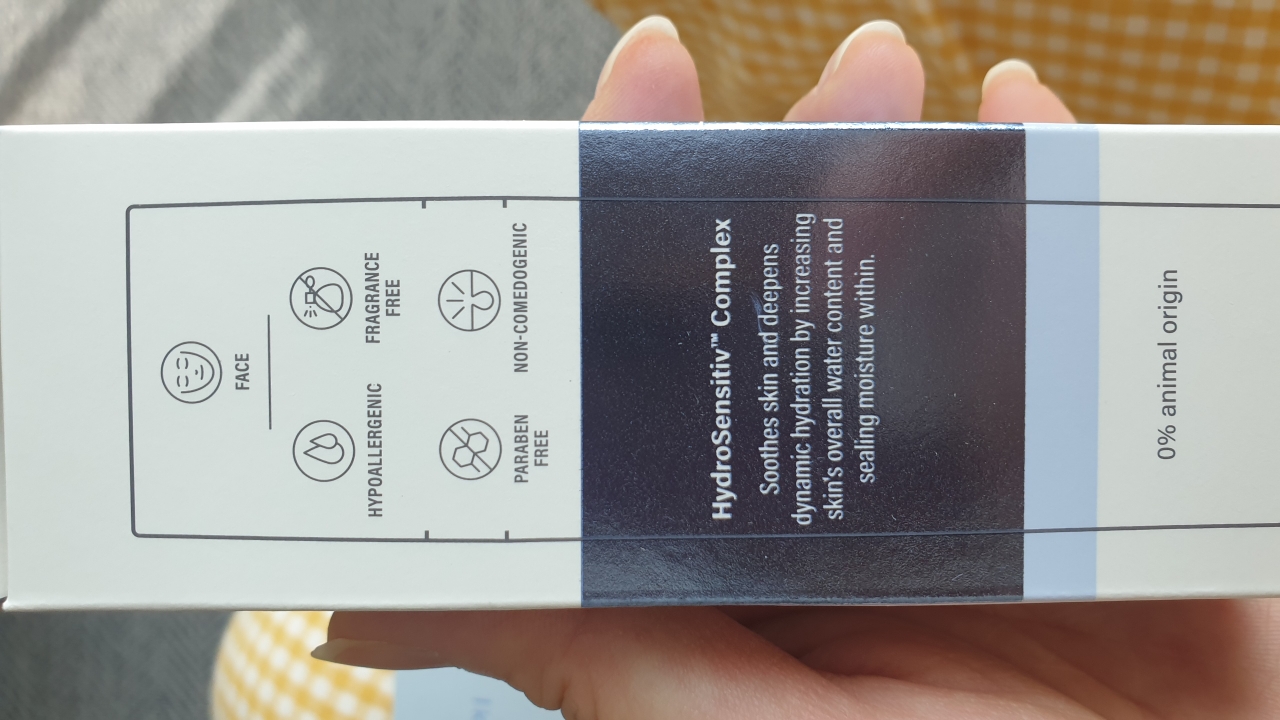 FACE
HYPOALLERGENIC
FRAGRANCE
FREE
PARABEN
FREE
NON-COMEDOGENIC
HydroSensitiv™ Complex
Soothes skin and deepens
dynamic hydration by increasing
skin's overall water content and
sealing moisture within.
0% animal origin